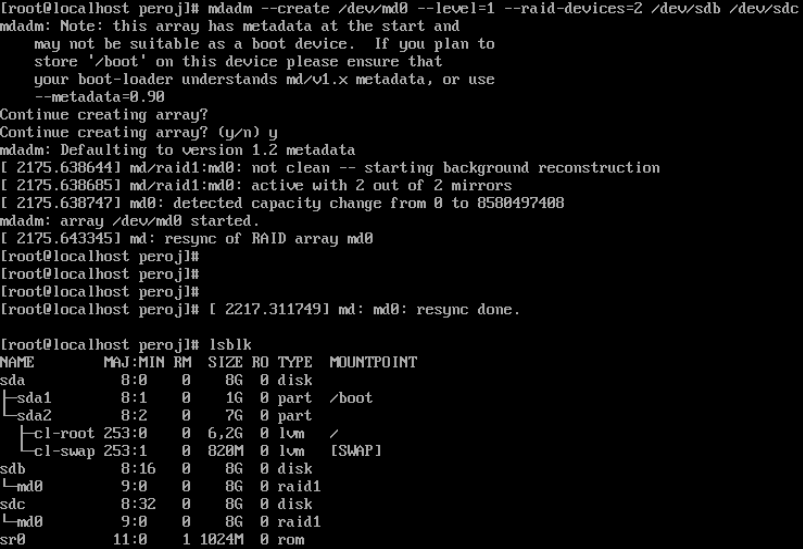 [root@localhost peroj]# mdadm --create /dev/md0 --level=1 --raid-devices=2 /dev/sdb /dev/sdc
mdadm: Note: this array has metadata at the start and
    may not be suitable as a boot device.  If you plan to
    store '/boot' on this device please ensure that
    your boot-loader understands md/v1.x metadata, or use
    --metadata=0.90
Continue creating array?
Continue creating array? (y/n) y
mdadm: Defaulting to version 1.2 metadata
[ 2175.638644] md/raid1:md0: not clean -- starting background reconstruction
[ 2175.638685] md/raid1:md0: active with 2 out of 2 mirrors
[ 2175.638747] md0: detected capacity change from 0 to 8580497408
mdadm: array /dev/md0 started.
[ 2175.643345] md: resync of RAID array md0
[root@localhost peroj]#
[root@localhost peroj]#
[root@localhost peroj]#
[root@localhost peroj]# [ 2217.311749] md: md0: resync done.
[root@localhost peroj]# lsblk
NAME        MAJ:MIN RM  SIZE RO TYPE  MOUNTPOINT
sda           8:0    0    8G  0 disk
├─sda1        8:1    0    1G  0 part  /boot
└─sda2        8:2    0    7G  0 part
  ├─cl-root 253:0    0  6,2G  0 lvm   /
  └─cl-swap 253:1    0  820M  0 lvm   [SWAP]
sdb           8:16   0    8G  0 disk
└─md0         9:0    0    8G  0 raid1
sdc           8:32   0    8G  0 disk
└─md0         9:0    0    8G  0 raid1
sr0          11:0    1 1024M  0 rom